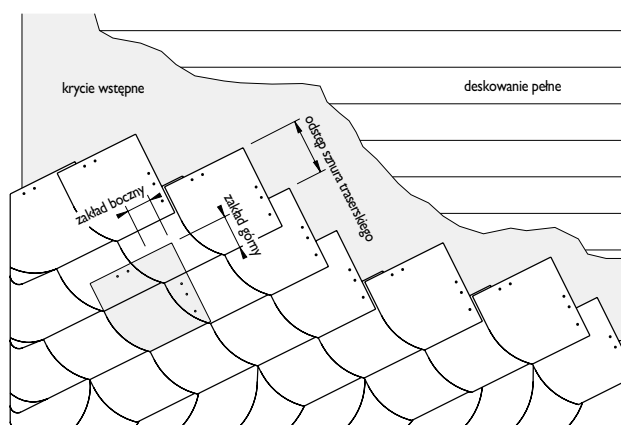 krycie wstępne
deskowanie pełne
odstęp sznura traserskiego
zakład boczny
zakład górny